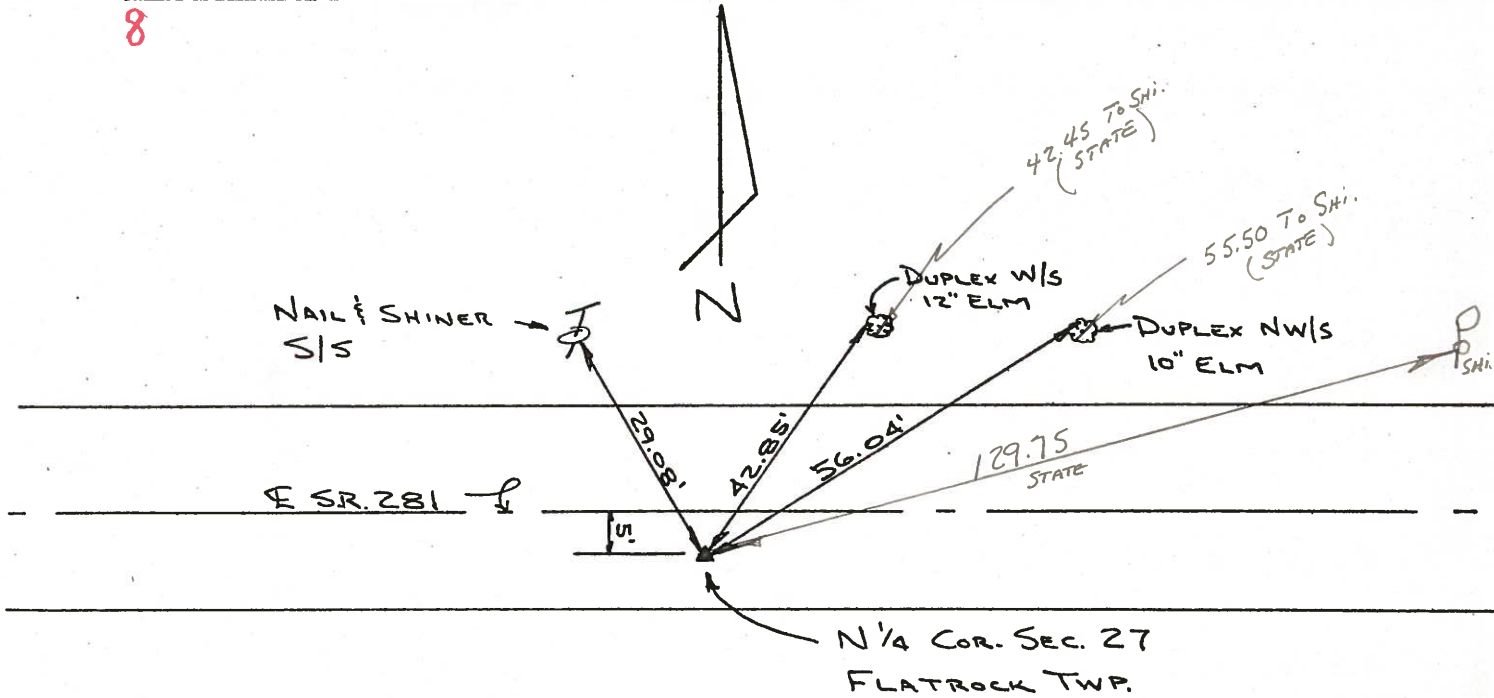 8
42.45 To SHi.
(STATE)
55.50 To SHi.
(STATE)
N
DUPLEX W/S
12" ELM
NAIL & SHINER
S/S
DUPLEX NW/S
10" ELM
PP
SHi.
29.08'
42.85'
56.04'
129.75
STATE
℄ S.R. 281
5'
N 1/4 COR. SEC. 27
FLATROCK TWP.